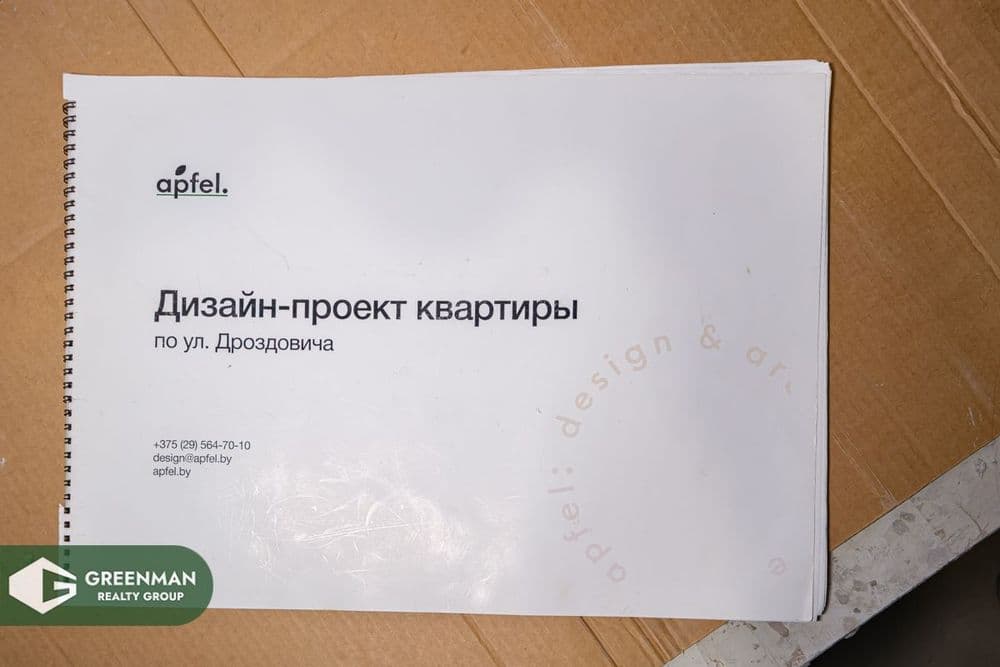 apfel.
Дизайн-проект квартиры
по ул. Дроздовича
+375 (29) 564-70-10
design@apfel.by
apfel.by
apfel: design &
GREENMAN
REALTY GROUP